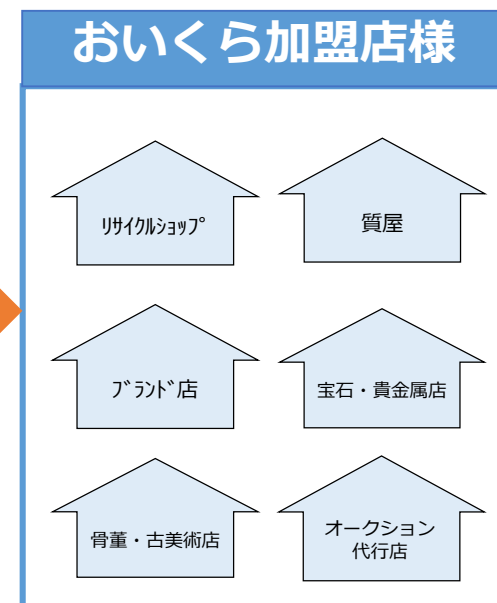 おいくら加盟店様
ﾘｻｲｸﾙｼｮｯﾌﾟ
質屋
ﾌﾞﾗﾝﾄﾞ店
宝石・貴金属店
骨董・古美術店
オークション
代行店